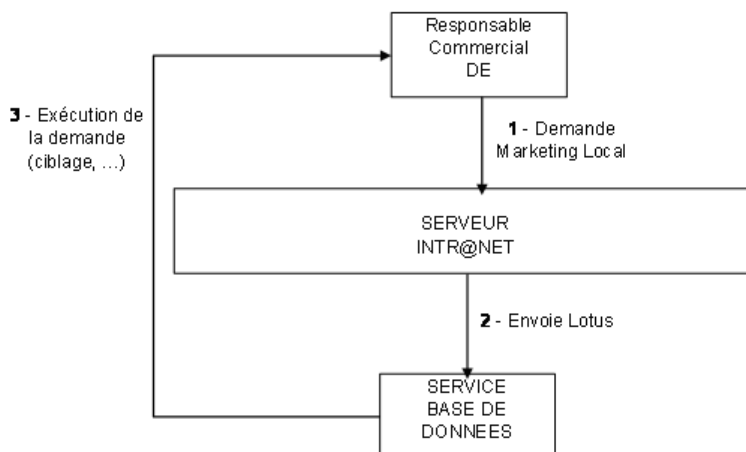 Responsable
Commercial
DE
3 - Exécution de
la demande
(ciblage, ...)
1 - Demande
Marketing Local
SERVEUR
INTR@NET
2 - Envoie Lotus
SERVICE
BASE DE
DONNEES